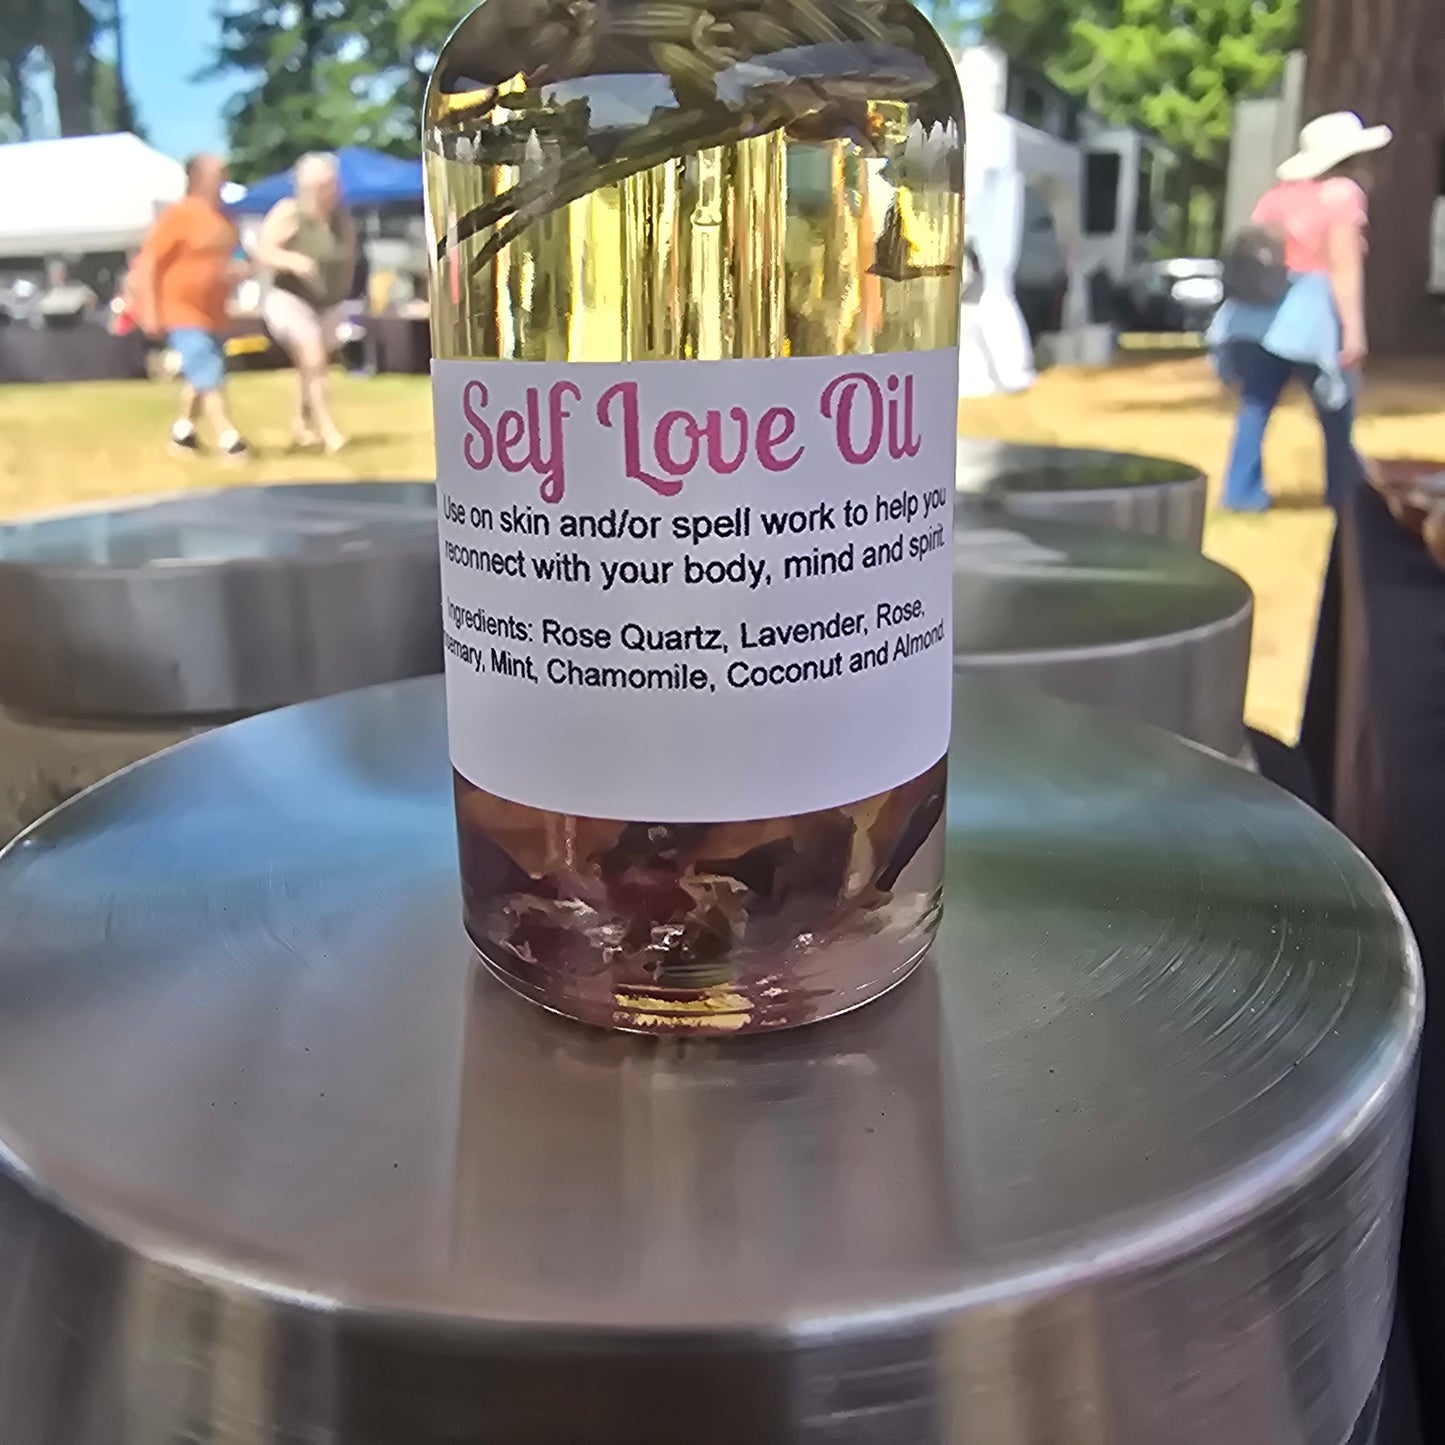 Self Love Oil
Use on skin and/or spell work to help you
reconnect with your body, mind and spirit.
Ingredients: Rose Quartz, Lavender, Rose,
Mint, Chamomile, Coconut and Almond.